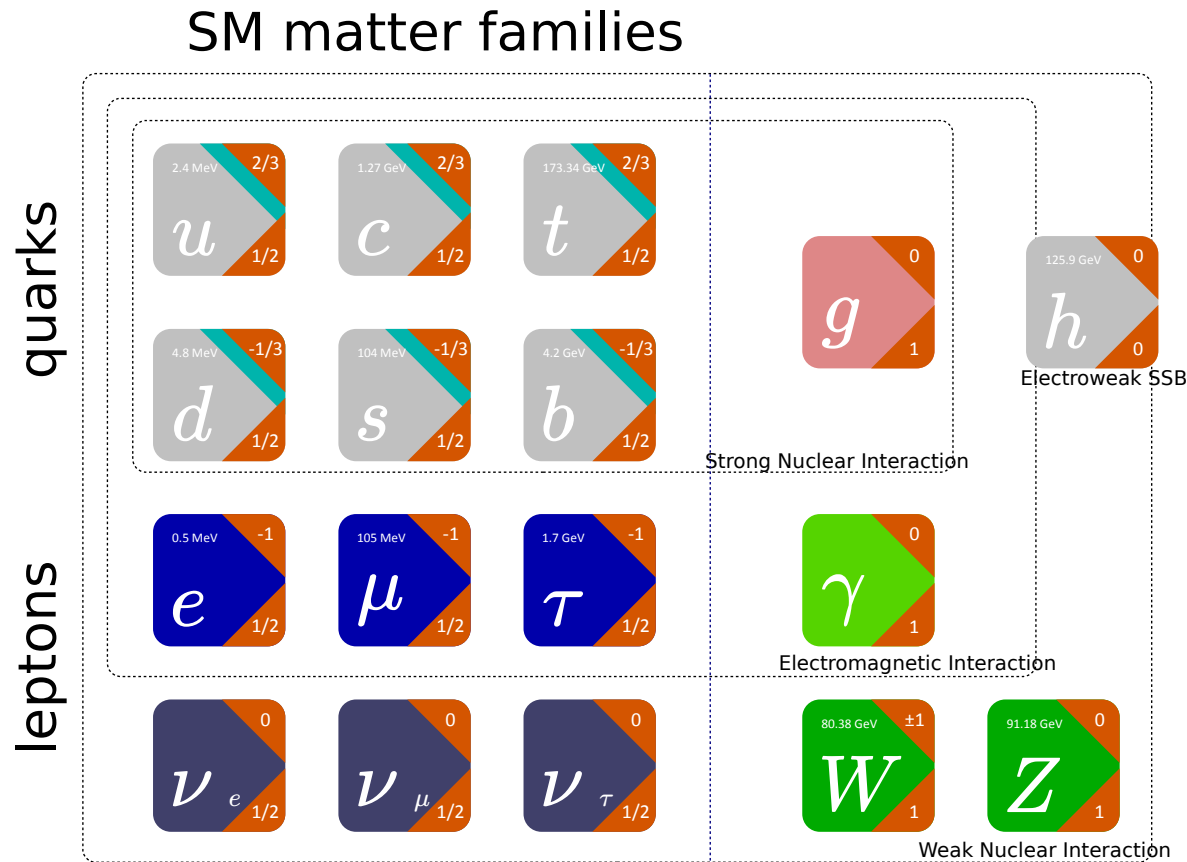 SM matter families
quarks
leptons
2.4 MeV
2/3
u
1/2
1.27 GeV
2/3
c
1/2
173.34 GeV
2/3
t
1/2
4.8 MeV
-1/3
d
1/2
104 MeV
-1/3
s
1/2
4.2 GeV
-1/3
b
1/2
0
g
1
125.9 GeV
0
h
0
Electroweak SSB
Strong Nuclear Interaction
0.5 MeV
-1
e
1/2
105 MeV
-1
μ
1/2
1.7 GeV
-1
τ
1/2
0
γ
1
Electromagnetic Interaction
0
ν e
1/2
0
ν μ
1/2
0
ν τ
1/2
80.38 GeV
±1
W
1
91.18 GeV
0
Z
1
Weak Nuclear Interaction